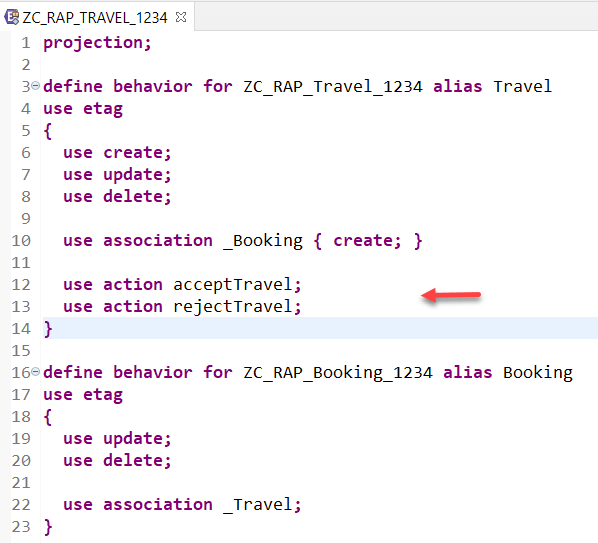 ZC_RAP_TRAVEL_1234
1 projection;
2
3 define behavior for ZC_RAP_Travel_1234 alias Travel
4 use etag
5 {
6   use create;
7   use update;
8   use delete;
9
10   use association _Booking { create; }
11
12   use action acceptTravel;
13   use action rejectTravel;
14 }
15
16 define behavior for ZC_RAP_Booking_1234 alias Booking
17 use etag
18 {
19   use update;
20   use delete;
21
22   use association _Travel;
23 }